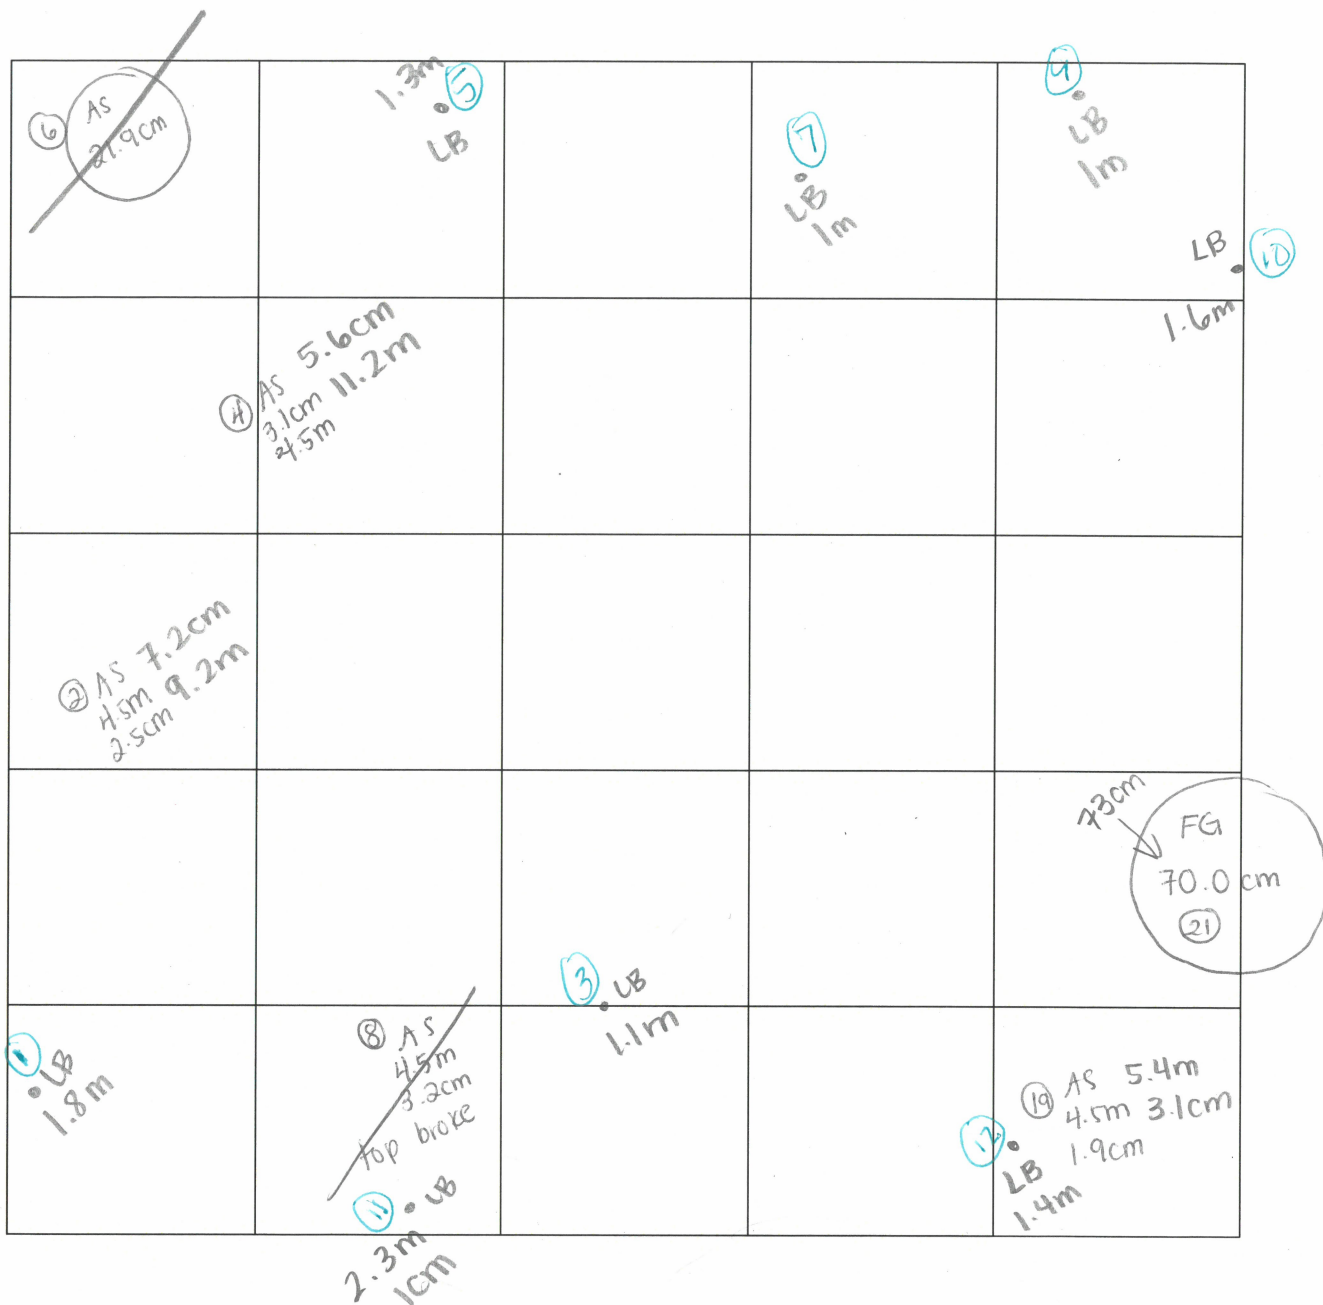 6 AS
21.9cm
1.3m
5
LB
7
LB
1m
9
LB
1m
LB 10
1.6m
4 AS 5.6cm
3.1cm 11.2m
4.5m
2 AS 7.2cm
4.5m 9.2m
2.5cm
73cm
FG
70.0 cm
21
3 LB
1.1m
1 LB
1.8m
8 AS
4.5m
3.2cm
top broke
11 LB
2.3m
1cm
19 AS 5.4m
4.5m 3.1cm
1.9cm
12
LB
1.4m